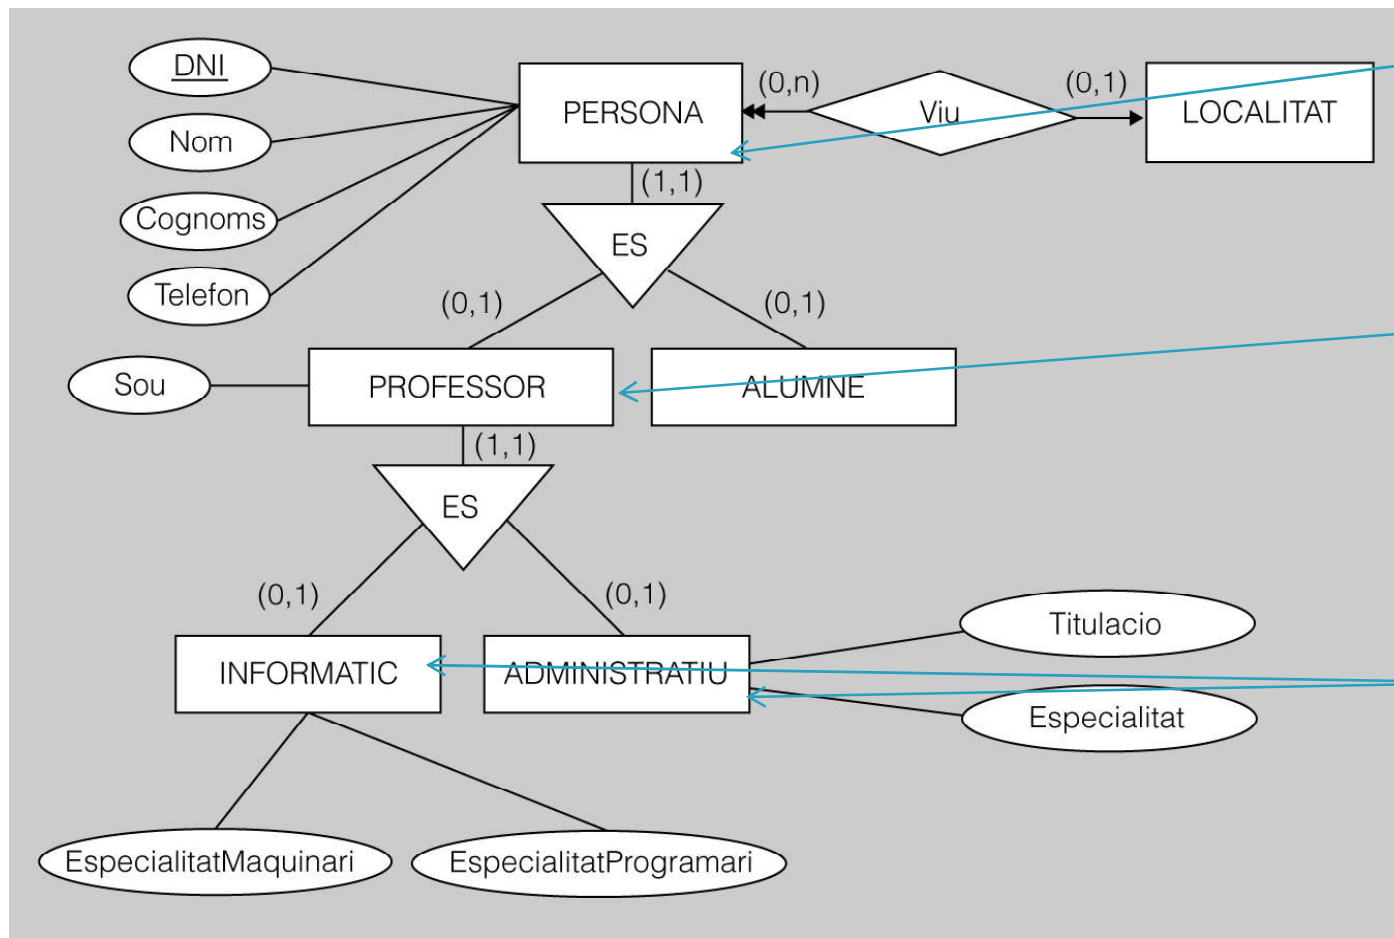 DNI
Nom
Cognoms
Telefon
PERSONA
(0,n)
Viu
(0,1)
LOCALITAT
(1,1)
ES
(0,1)
(0,1)
Sou
PROFESSOR
ALUMNE
(1,1)
ES
(0,1)
(0,1)
INFORMATIC
ADMINISTRATIU
Titulacio
Especialitat
EspecialitatMaquinari
EspecialitatProgramari